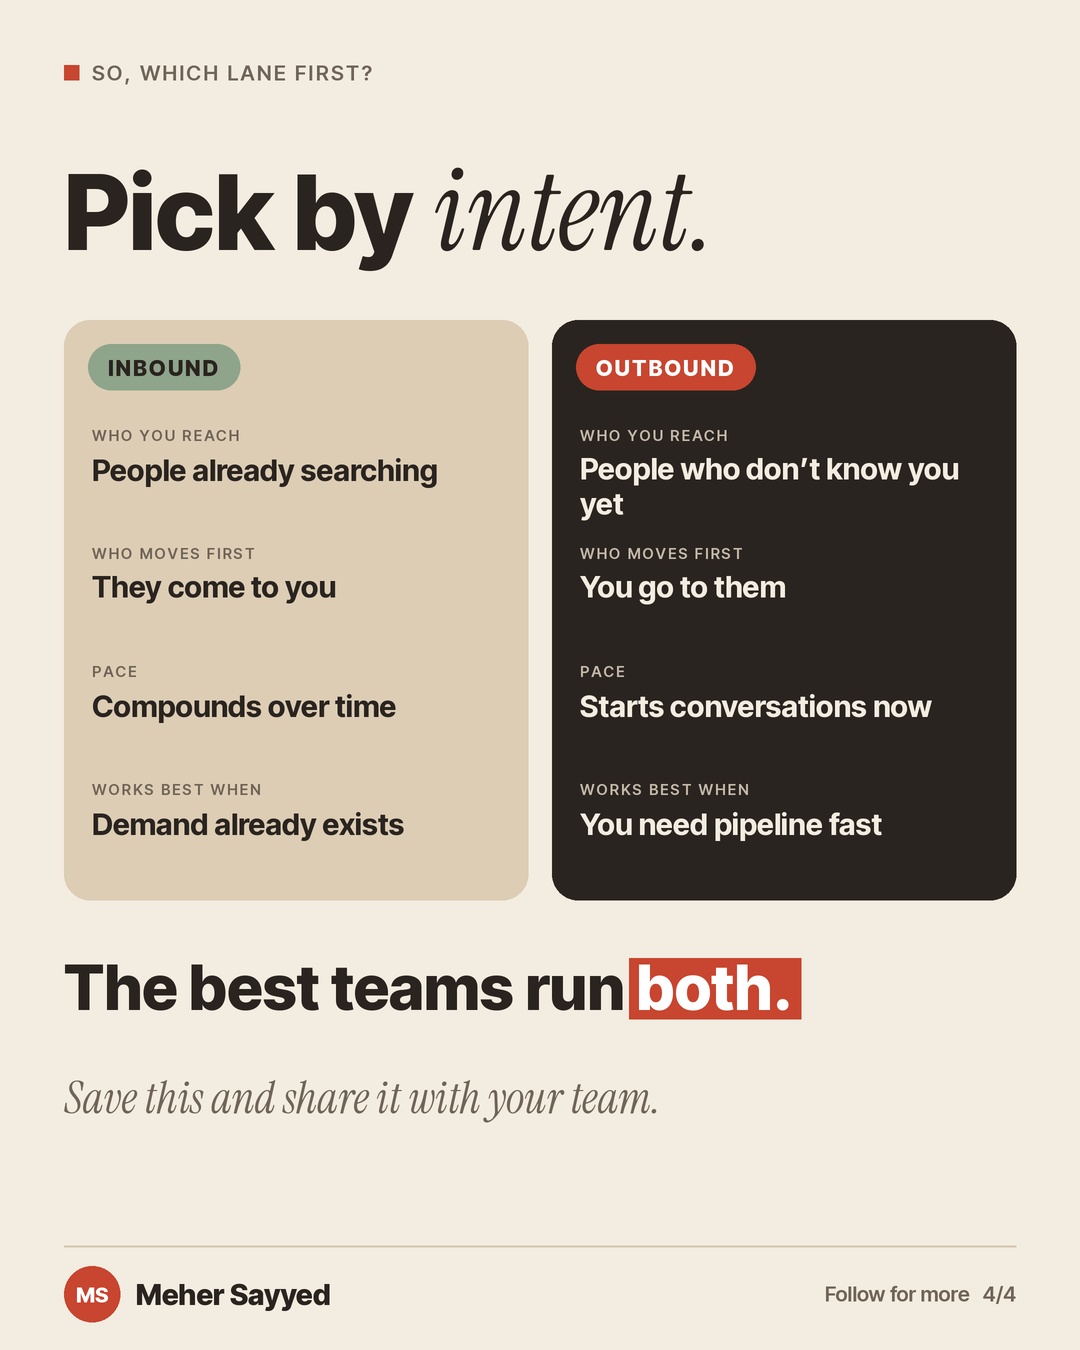 SO, WHICH LANE FIRST?
Pick by intent.
INBOUND
WHO YOU REACH
People already searching
WHO MOVES FIRST
They come to you
PACE
Compounds over time
WORKS BEST WHEN
Demand already exists
OUTBOUND
WHO YOU REACH
People who don’t know you
yet
WHO MOVES FIRST
You go to them
PACE
Starts conversations now
WORKS BEST WHEN
You need pipeline fast
The best teams run both.
Save this and share it with your team.
MS
Meher Sayyed
Follow for more 4/4